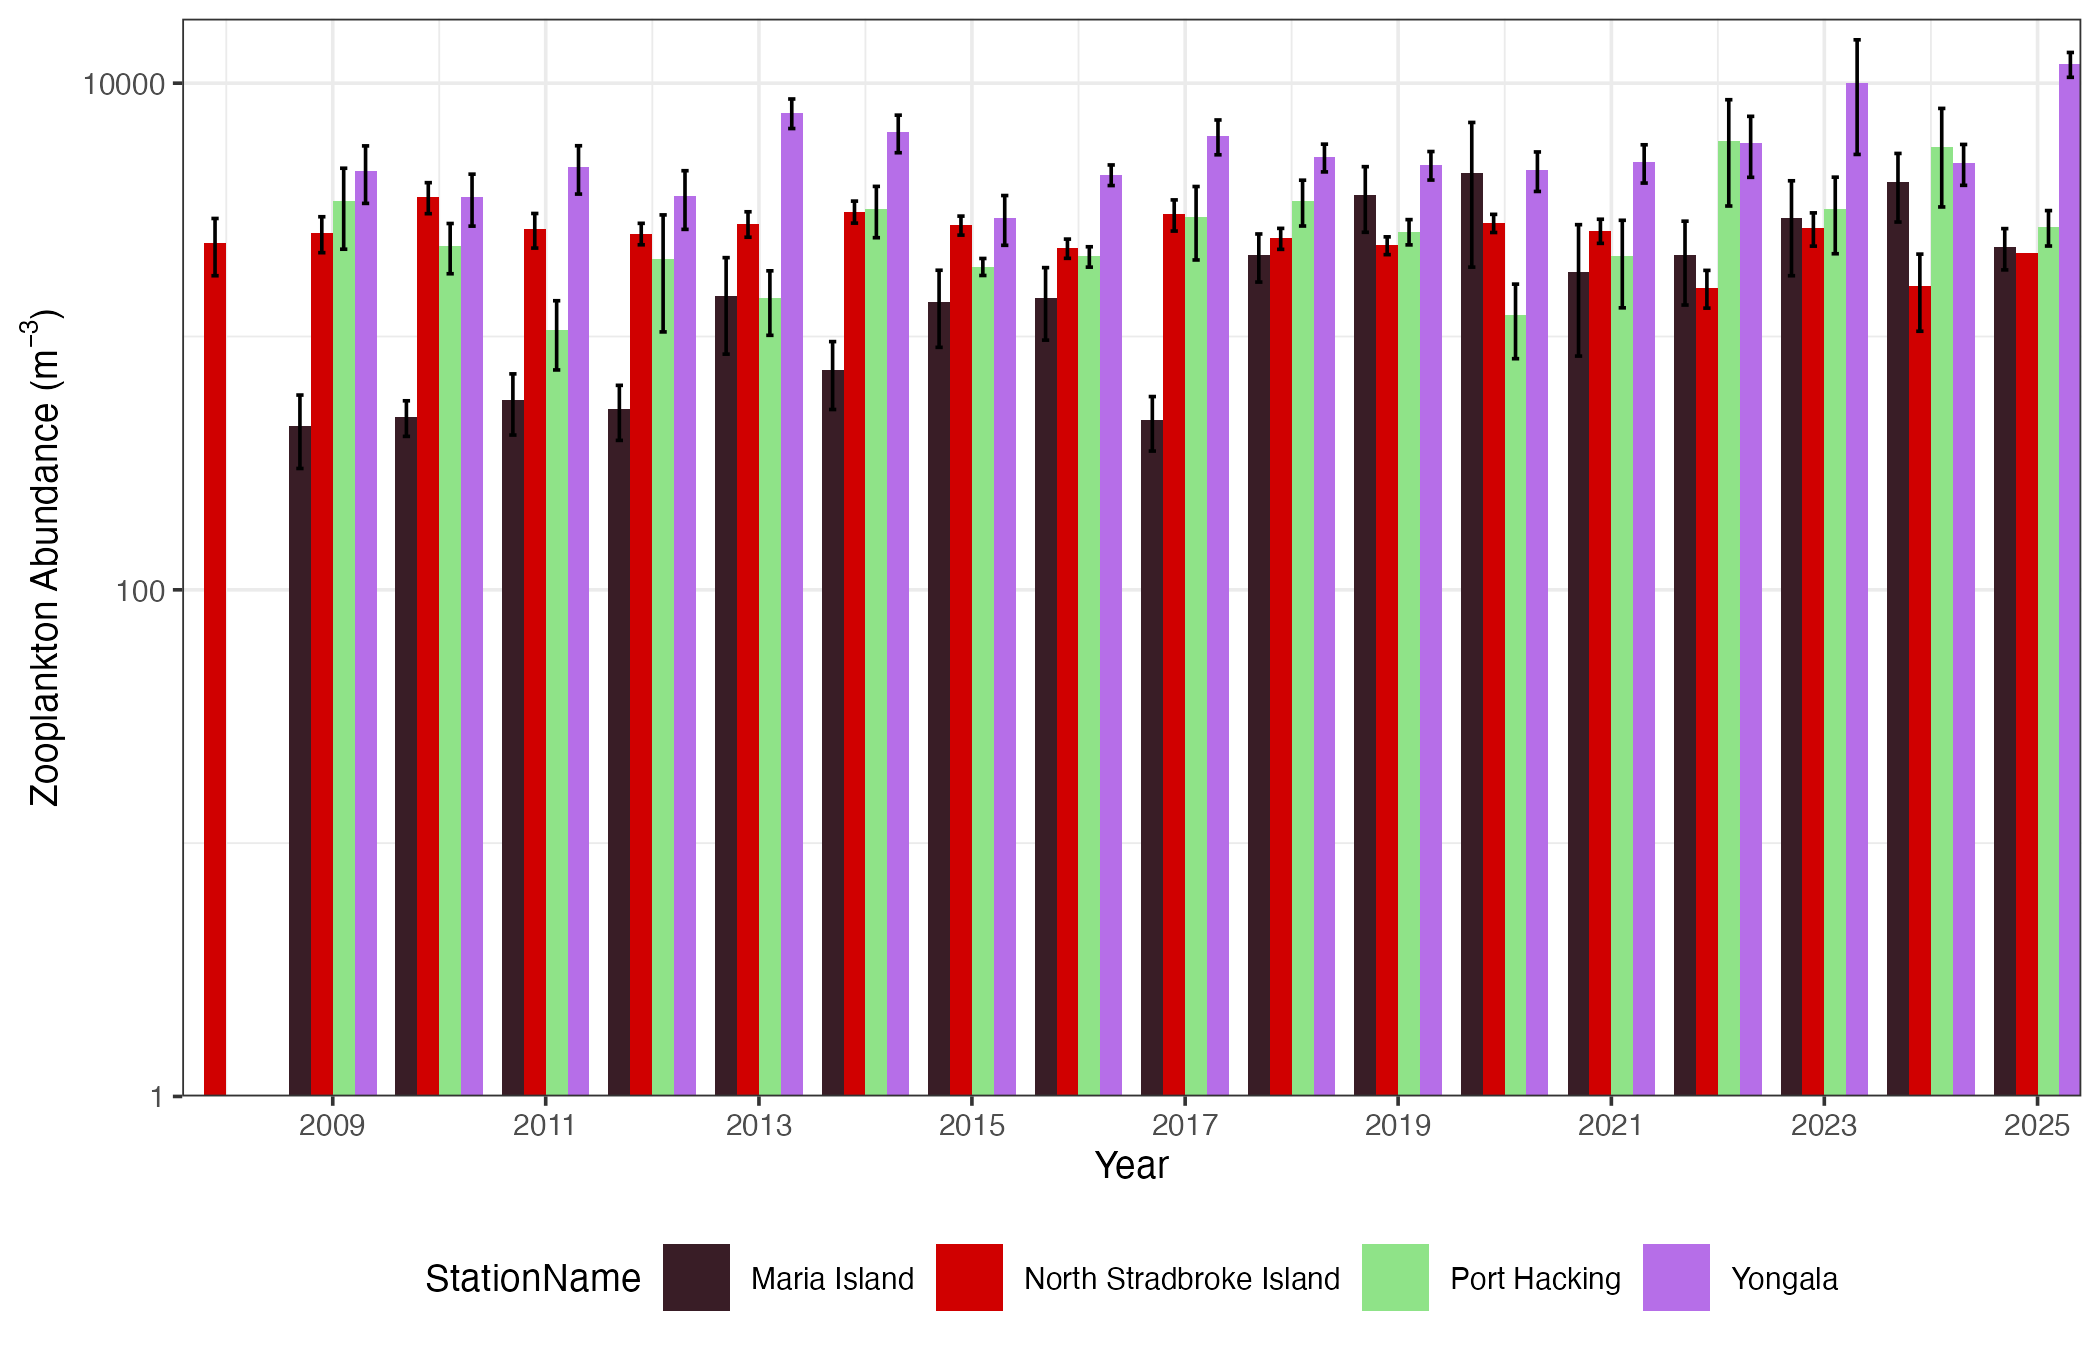 Zooplankton Abundance (m⁻³)
10000
100
1
2009 2011 2013 2015 2017 2019 2021 2023 2025
Year
StationName Maria Island North Stradbroke Island Port Hacking Yongala